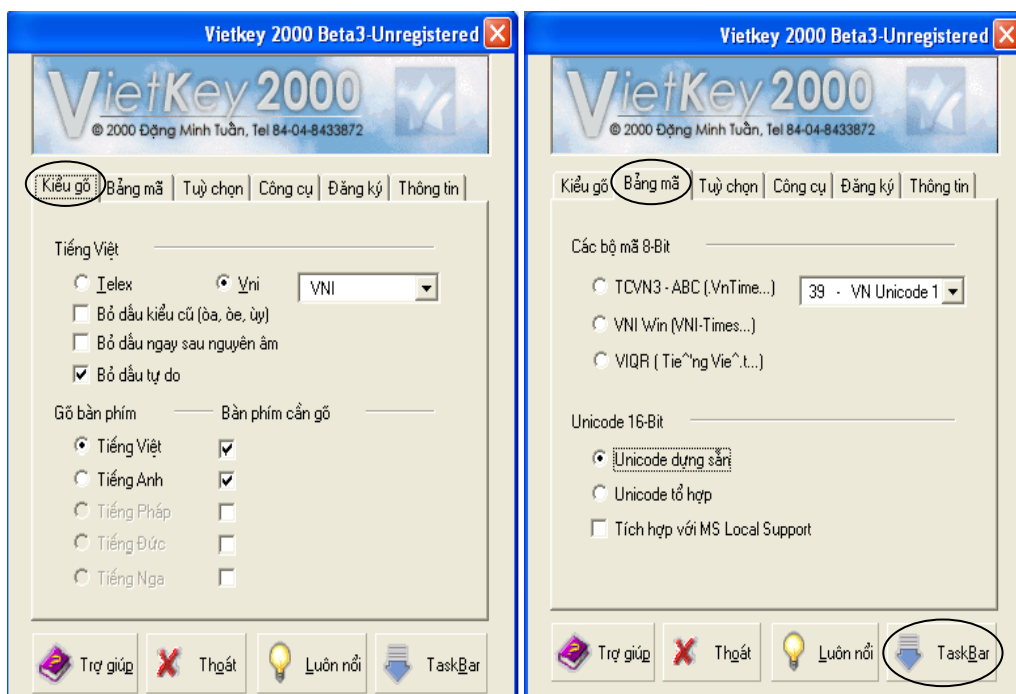 Vietkey 2000 Beta3-Unregistered
VietKey 2000
© 2000 Đặng Minh Tuấn, Tel 84-04-8433872
Kiểu gõ Bảng mã Tuỳ chọn Công cụ Đăng ký Thông tin
Tiếng Việt
Telex Vni VNI
Bỏ dấu kiểu cũ (òa, òe, ùy)
Bỏ dấu ngay sau nguyên âm
Bỏ dấu tự do
Gõ bàn phím Bàn phím cần gõ
Tiếng Việt
Tiếng Anh
Tiếng Pháp
Tiếng Đức
Tiếng Nga
Trợ giúp Thoát Luôn nổi TaskBar
Vietkey 2000 Beta3-Unregistered
VietKey 2000
© 2000 Đặng Minh Tuấn, Tel 84-04-8433872
Kiểu gõ Bảng mã Tuỳ chọn Công cụ Đăng ký Thông tin
Các bộ mã 8-Bit
TCVN3 - ABC (.VnTime...) 39 - VN Unicode 1
VNI Win (VNI-Times...)
VIQR ( Tie^'ng Vie^.t...)
Unicode 16-Bit
Unicode dựng sẵn
Unicode tổ hợp
Tích hợp với MS Local Support
Trợ giúp Thoát Luôn nổi TaskBar